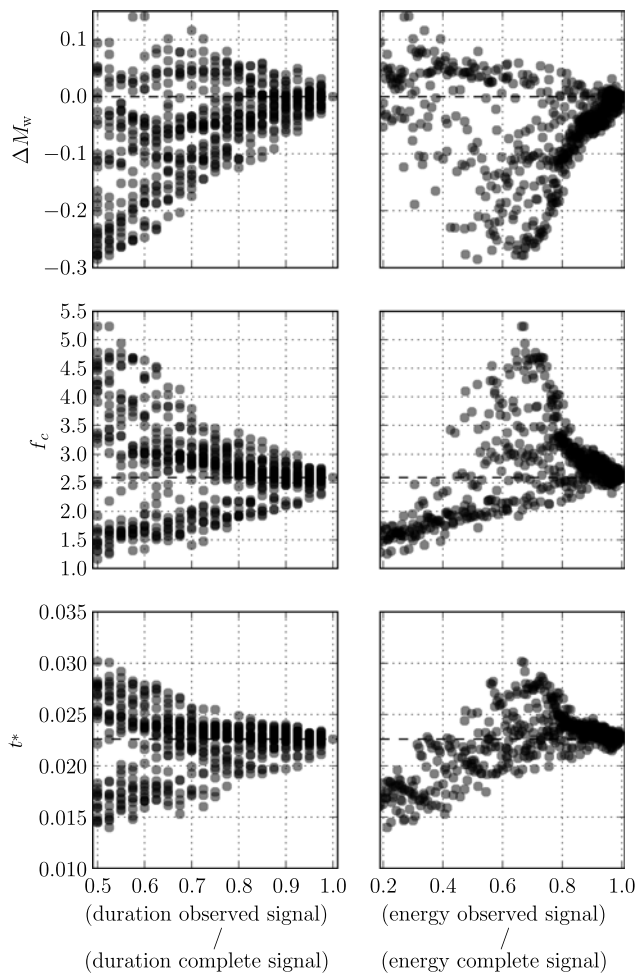 0.1
0.0
−0.1
−0.2
−0.3
ΔM_w
5.5
5.0
4.5
4.0
3.5
3.0
2.5
2.0
1.5
1.0
f_c
0.035
0.030
0.025
0.020
0.015
0.010
t*
0.5 0.6 0.7 0.8 0.9 1.0
(duration observed signal)
/
(duration complete signal)
0.2 0.4 0.6 0.8 1.0
(energy observed signal)
/
(energy complete signal)